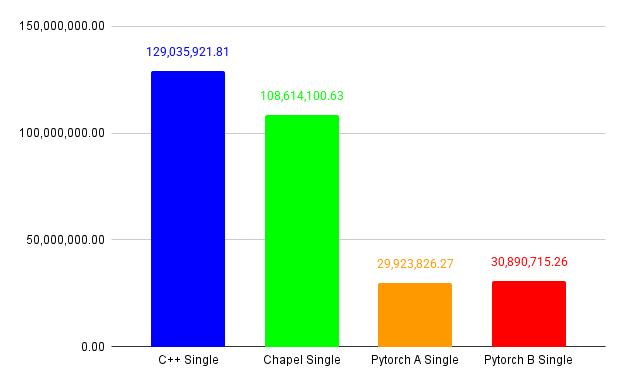 150,000,000.00
129,035,921.81
108,614,100.63
100,000,000.00
50,000,000.00
29,923,826.27
30,890,715.26
0.00
C++ Single
Chapel Single
Pytorch A Single
Pytorch B Single